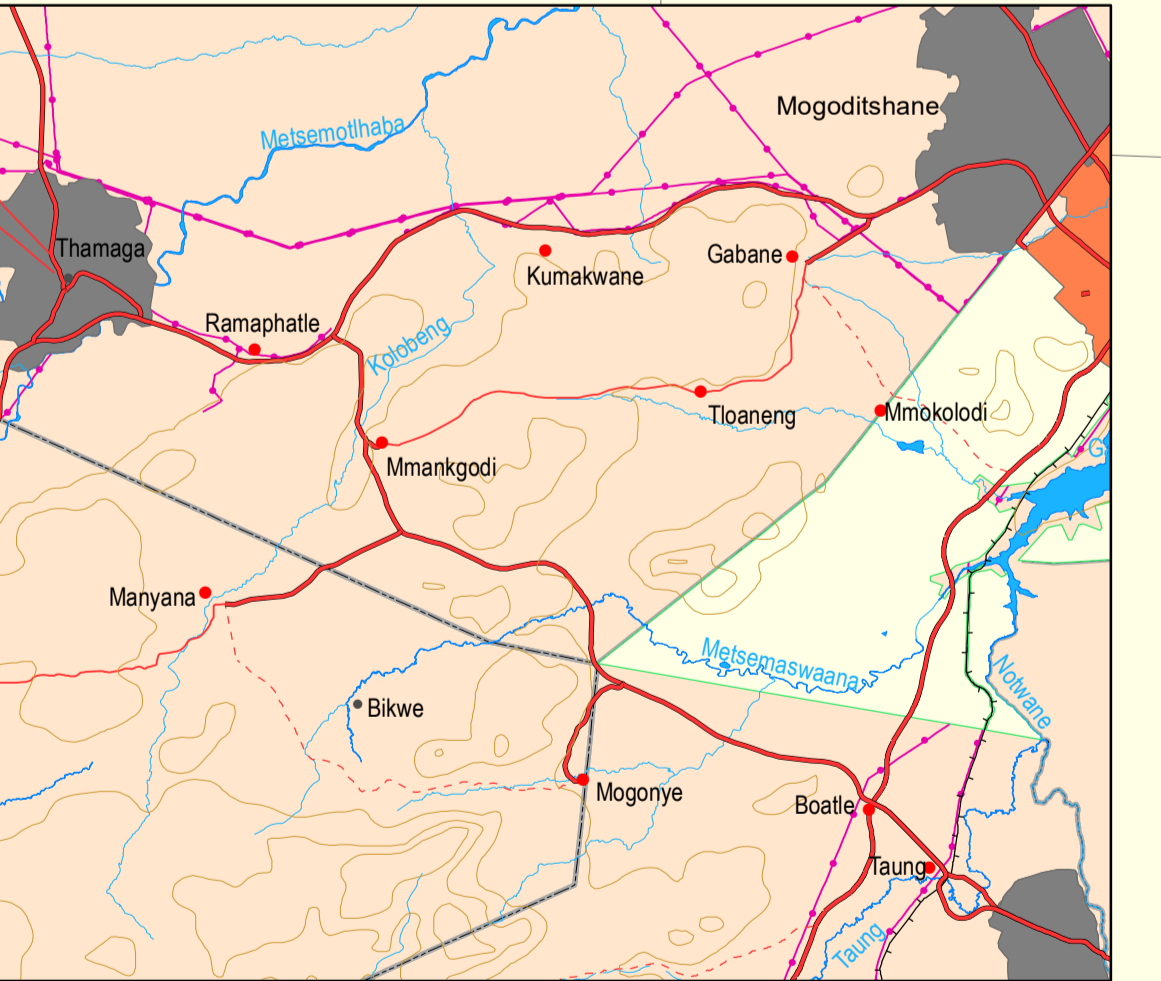 Mogoditshane
Metsemotlhaba
Thamaga
Gabane
Kumakwane
Ramaphatle
Kolobeng
Tloaneng
Mmokolodi
Mmankgodi
Manyana
Metsemaswaana
Notwane
Bikwe
Mogonye
Boatle
Taung
Taung